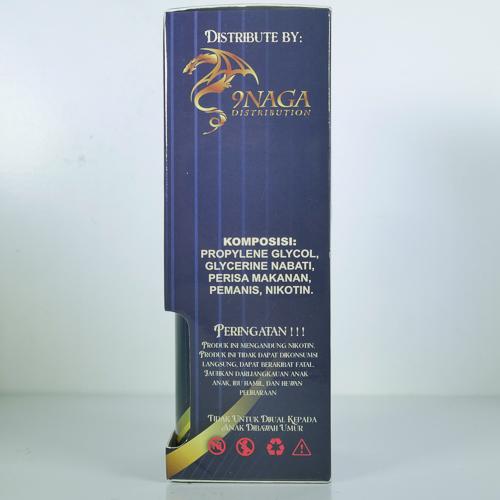 DISTRIBUTE BY:
9NAGA
DISTRIBUTION
KOMPOSISI:
PROPYLENE GLYCOL,
GLYCERINE NABATI,
PERISA MAKANAN,
PEMANIS, NIKOTIN.
PERINGATAN !!!
PRODUK INI MENGANDUNG NIKOTIN,
PRODUK INI TIDAK DAPAT DIKONSUMSI
LANGSUNG, DAPAT BERAKIBAT FATAL.
JAUHKAN DARIJANGKAUAN ANAK
ANAK, IBU HAMIL, DAN HEWAN
PELIHARAAN
TIDAK UNTUK DIJUAL KEPADA
ANAK DIBAWAH UMUR